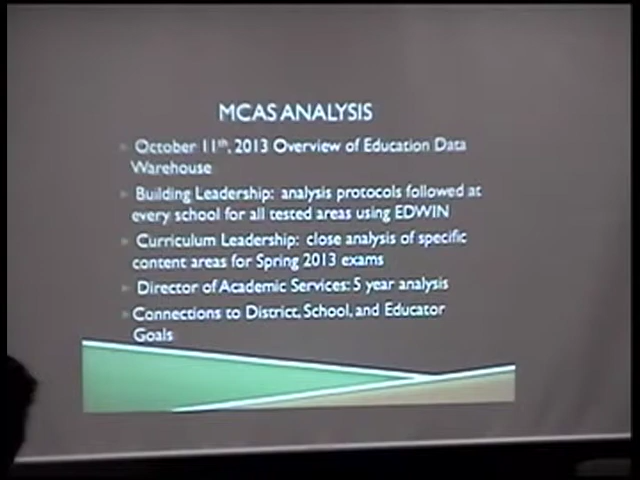 MCAS ANALYSIS
October 11th, 2013 Overview of Education Data
Warehouse
Building Leadership: analysis protocols followed at
every school for all tested areas using EDWIN
Curriculum Leadership: close analysis of specific
content areas for Spring 2013 exams
Director of Academic Services: 5 year analysis
Connections to District, School, and Educator
Goals